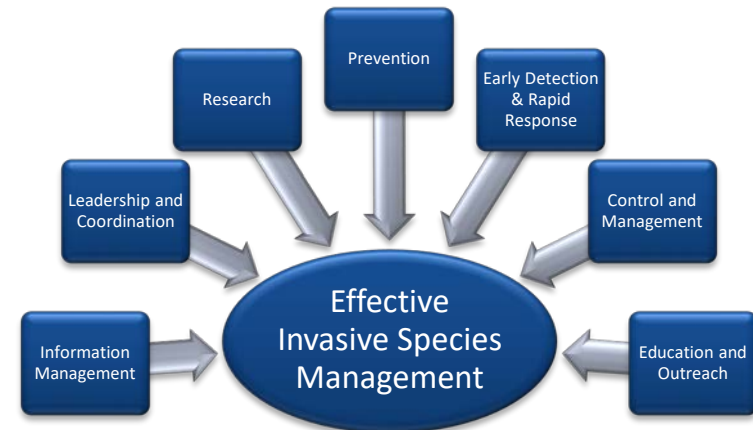 Prevention
Research
Early Detection
& Rapid
Response
Leadership and
Coordination
Control and
Management
Effective
Invasive Species
Management
Information
Management
Education and
Outreach